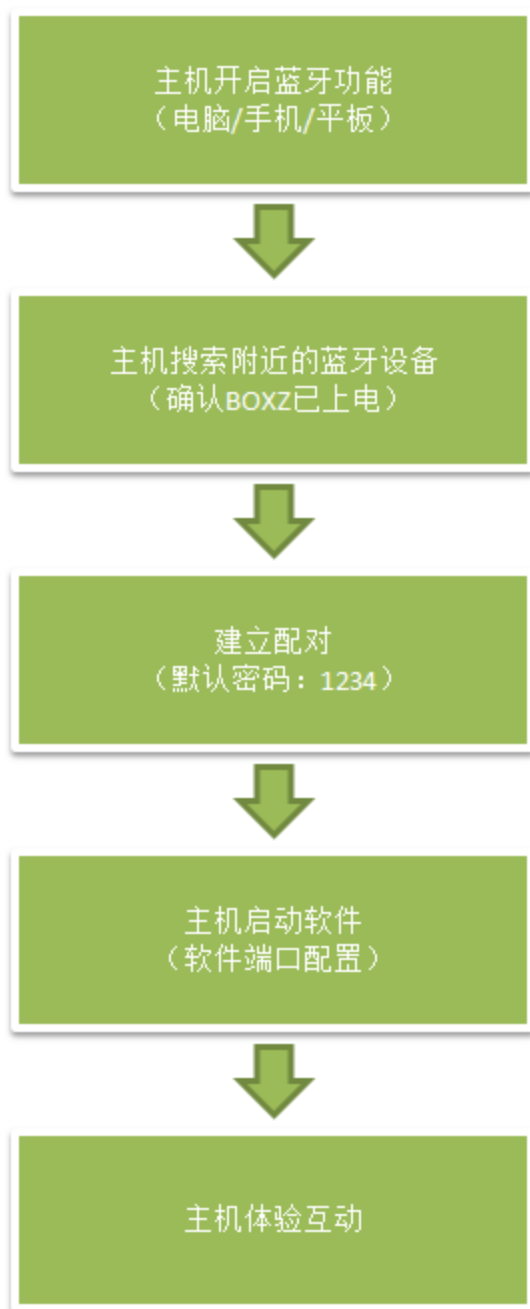 主机开启蓝牙功能
（电脑/手机/平板）
主机搜索附近的蓝牙设备
（确认BOXZ已上电）
建立配对
（默认密码：1234）
主机启动软件
（软件端口配置）
主机体验互动